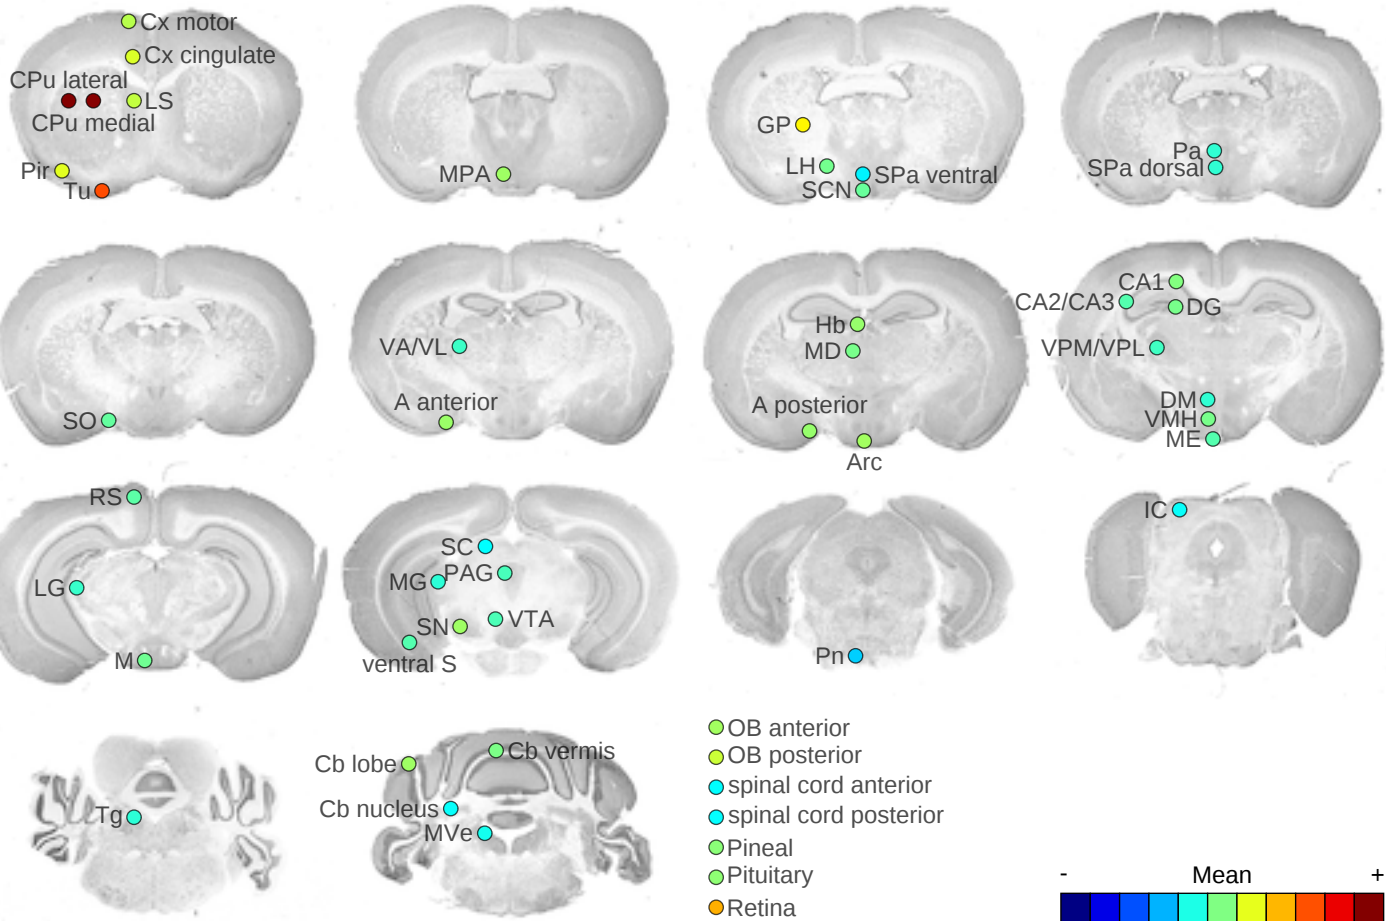 Cx motor
Cx cingulate
CPu lateral
LS
CPu medial
Pir
Tu
MPA
GP
LH
SPa ventral
SCN
Pa
SPa dorsal
SO
VA/VL
A anterior
Hb
MD
A posterior
Arc
CA1
CA2/CA3
DG
VPM/VPL
DM
VMH
ME
RS
LG
M
SC
PAG
MG
VTA
SN
ventral S
Pn
IC
Tg
Cb lobe
Cb vermis
Cb nucleus
MVe
OB anterior
OB posterior
spinal cord anterior
spinal cord posterior
Pineal
Pituitary
Retina
- Mean +